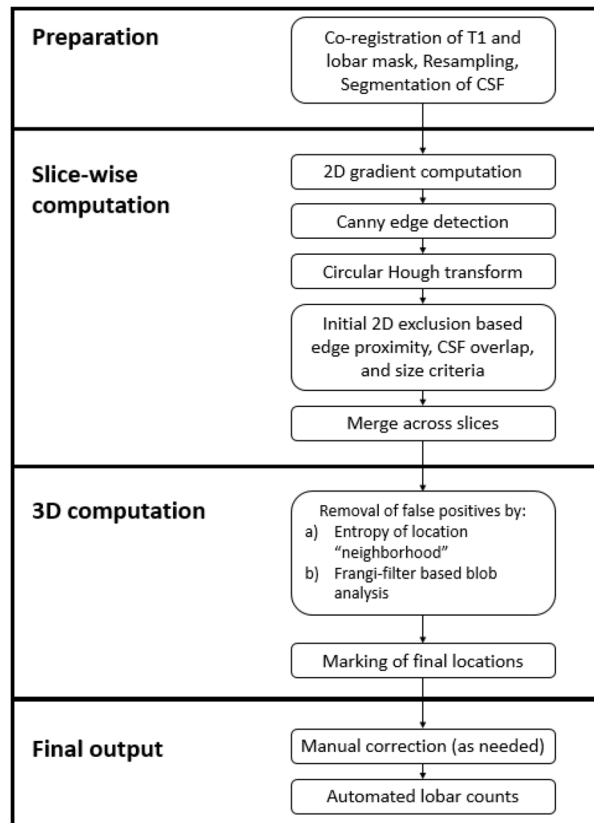 Preparation
Co-registration of T1 and
lobar mask, Resampling,
Segmentation of CSF
Slice-wise
computation
2D gradient computation
Canny edge detection
Circular Hough transform
Initial 2D exclusion based
edge proximity, CSF overlap,
and size criteria
Merge across slices
3D computation
Removal of false positives by:
a) Entropy of location
"neighborhood"
b) Frangi-filter based blob
analysis
Marking of final locations
Final output
Manual correction (as needed)
Automated lobar counts